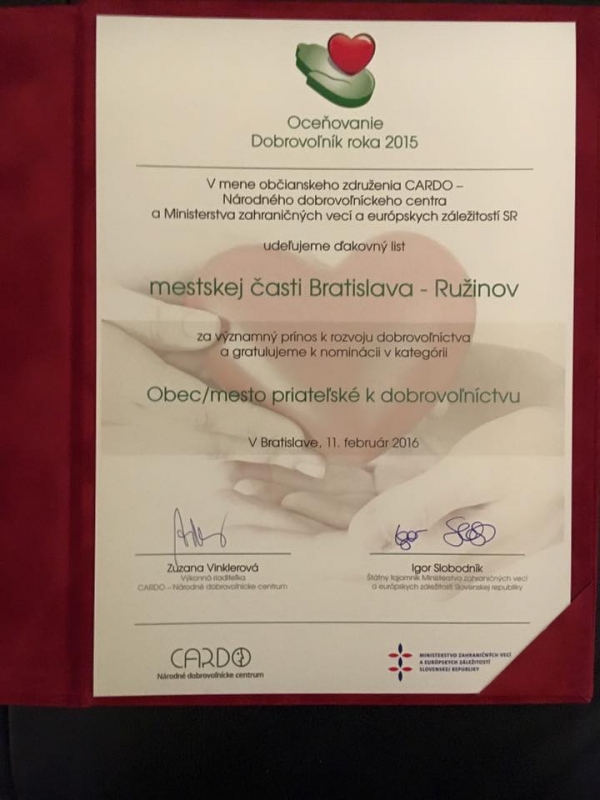 Oceňovanie
Dobrovoľník roka 2015
V mene občianskeho združenia CARDO –
Národného dobrovoľníckeho centra
a Ministerstva zahraničných vecí a európskych záležitostí SR
udeľujeme ďakovný list
mestskej časti Bratislava - Ružinov
za významný prínos k rozvoju dobrovoľníctva
a gratulujeme k nominácii v kategórii
Obec/mesto priateľské k dobrovoľníctvu
V Bratislave, 11. február 2016
Zuzana Vinklerová
Výkonná riaditeľka
CARDO – Národné dobrovoľnícke centrum
Igor Slobodník
Štátny tajomník Ministerstva zahraničných vecí
a európskych záležitostí Slovenskej republiky
CARDO
Národné dobrovoľnícke centrum
MINISTERSTVO ZAHRANIČNÝCH VECÍ
A EURÓPSKYCH ZÁLEŽITOSTÍ
SLOVENSKEJ REPUBLIKY